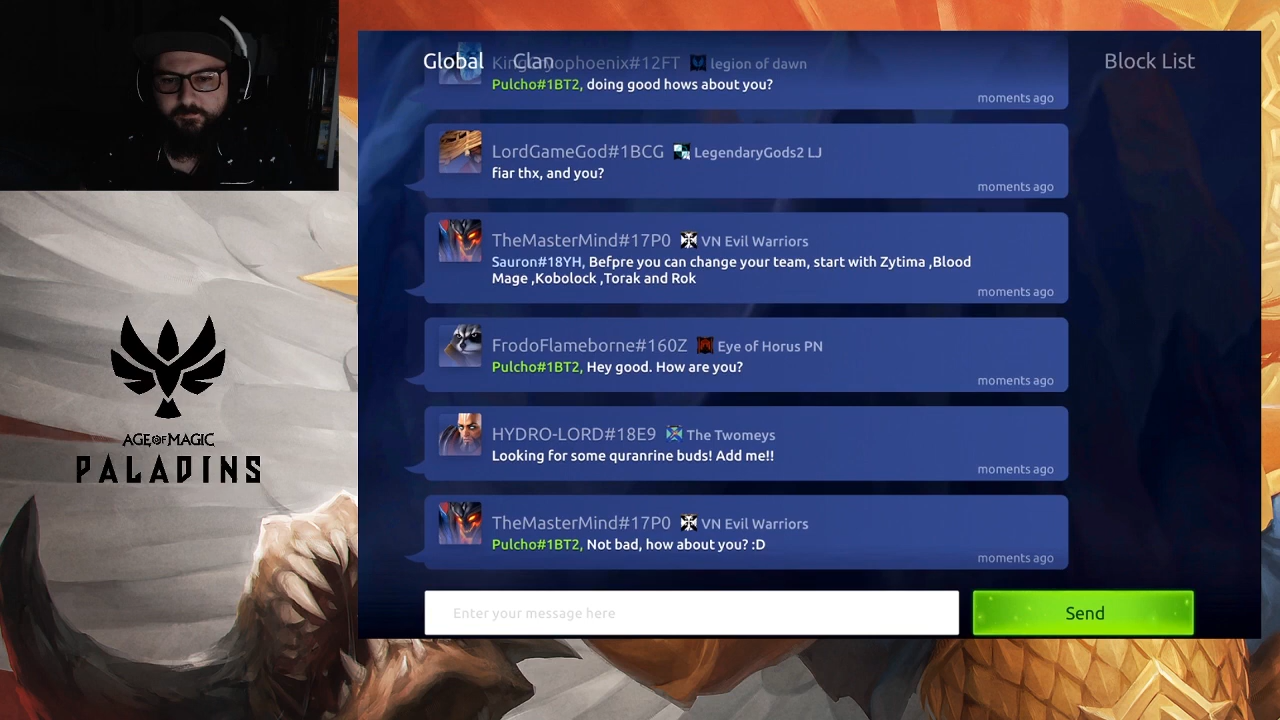 Global Clan
Block List
#12FT legion of dawn
Pulcho#1BT2, doing good hows about you?
moments ago
LordGameGod#1BCG LegendaryGods2 LJ
fiar thx, and you?
moments ago
TheMasterMind#17P0 VN Evil Warriors
Sauron#18YH, Befpre you can change your team, start with Zytima ,Blood
Mage ,Kobolock ,Torak and Rok
moments ago
FrodoFlameborne#160Z Eye of Horus PN
Pulcho#1BT2, Hey good. How are you?
moments ago
HYDRO-LORD#18E9 The Twomeys
Looking for some quranrine buds! Add me!!
moments ago
TheMasterMind#17P0 VN Evil Warriors
Pulcho#1BT2, Not bad, how about you? :D
moments ago
Enter your message here
Send
AGE OF MAGIC
PALADINS